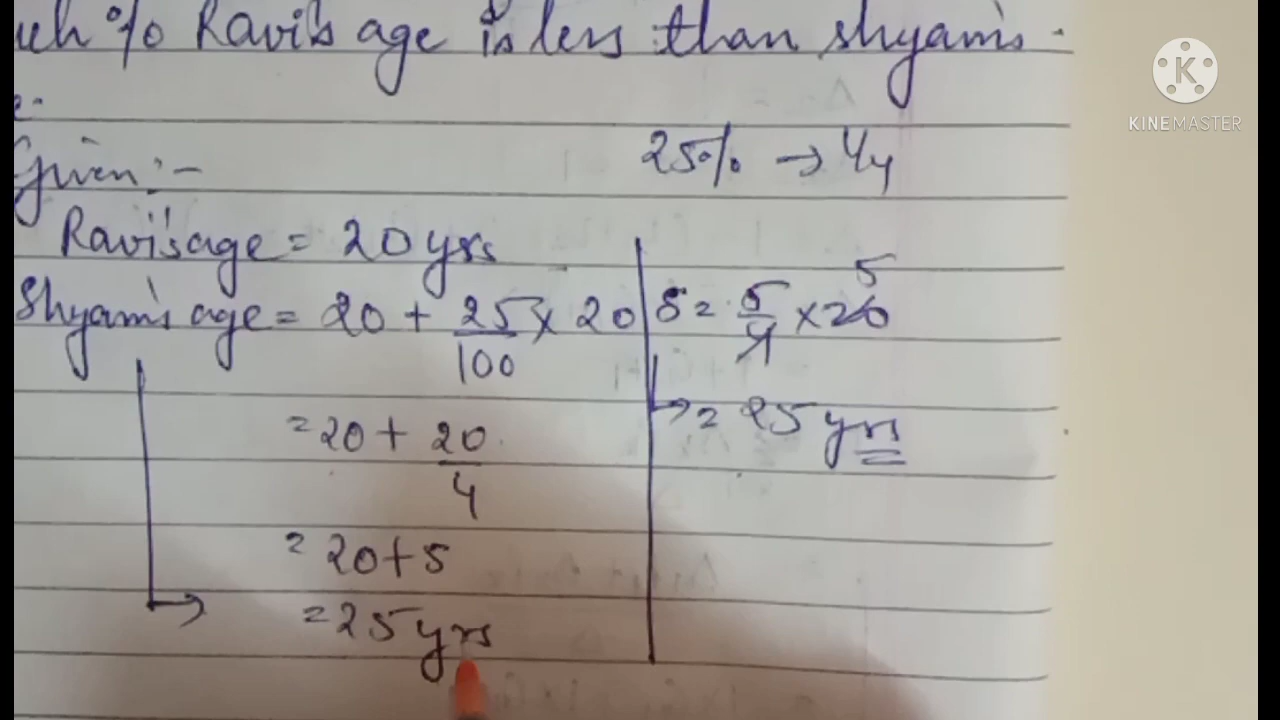 uch % Ravi's age is less than shyam's
e.
Given:-
25% → 1/4
Ravi's age = 20 yrs
Shyam's age = 20 + 25/100 × 20
= 20 + 20/4
= 20 + 5
= 25 yrs
S = 5/4 × 20 5
→ = 25 yrs
KINEMASTER